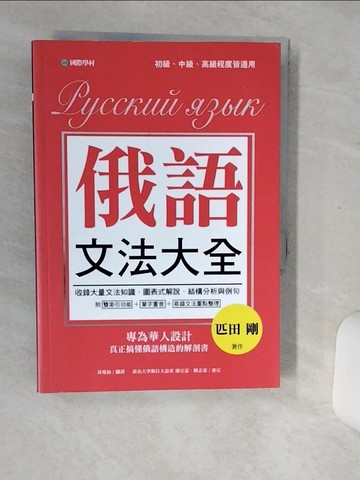 國際學村
初級、中級、高級程度皆適用
Русский язык
俄語
文法大全
收錄大量文法知識、圖表式解說、結構分析與例句
附 雙索引功能 + 單字重音 + 俄語文法重點整理
專為華人設計
真正搞懂俄語構造的解剖書
匹田 剛
著作